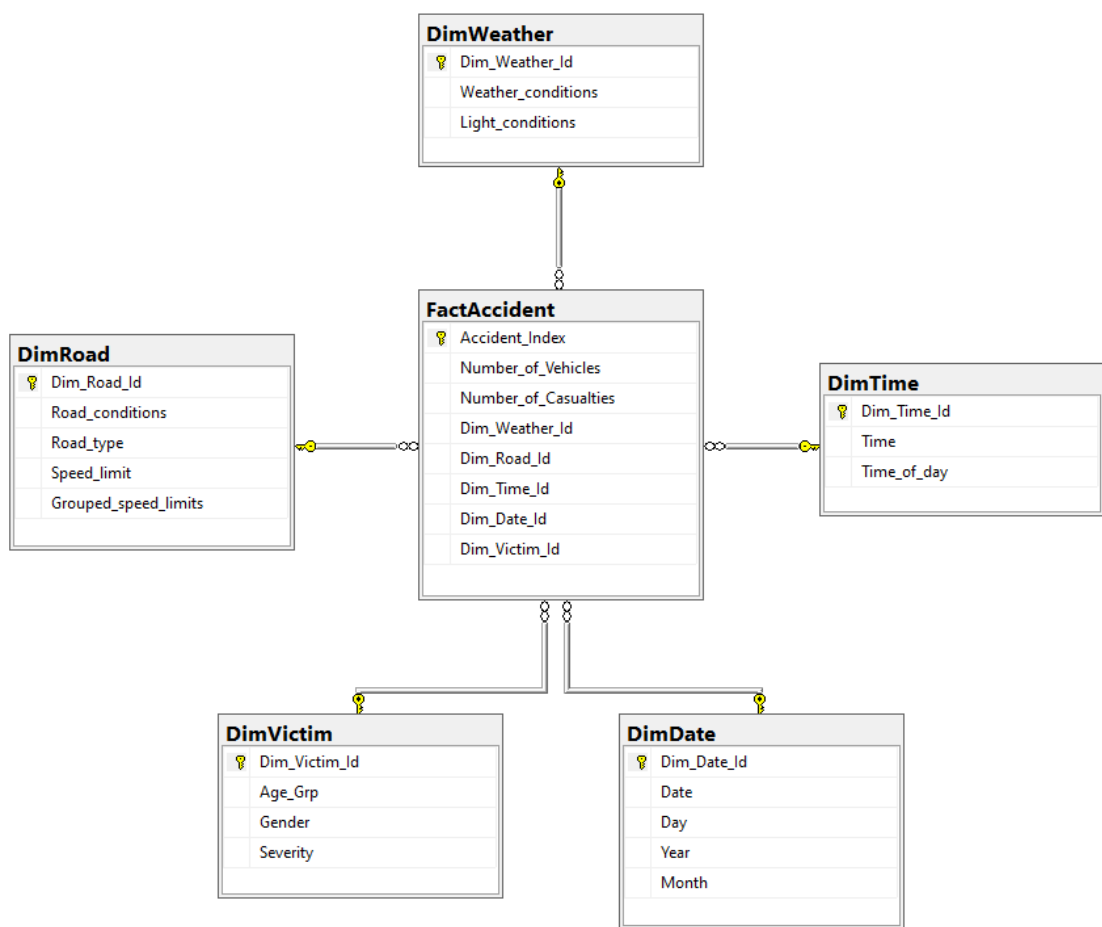 DimWeather
Dim_Weather_Id
Weather_conditions
Light_conditions
FactAccident
Accident_Index
Number_of_Vehicles
Number_of_Casualties
Dim_Weather_Id
Dim_Road_Id
Dim_Time_Id
Dim_Date_Id
Dim_Victim_Id
DimRoad
Dim_Road_Id
Road_conditions
Road_type
Speed_limit
Grouped_speed_limits
DimTime
Dim_Time_Id
Time
Time_of_day
DimVictim
Dim_Victim_Id
Age_Grp
Gender
Severity
DimDate
Dim_Date_Id
Date
Day
Year
Month